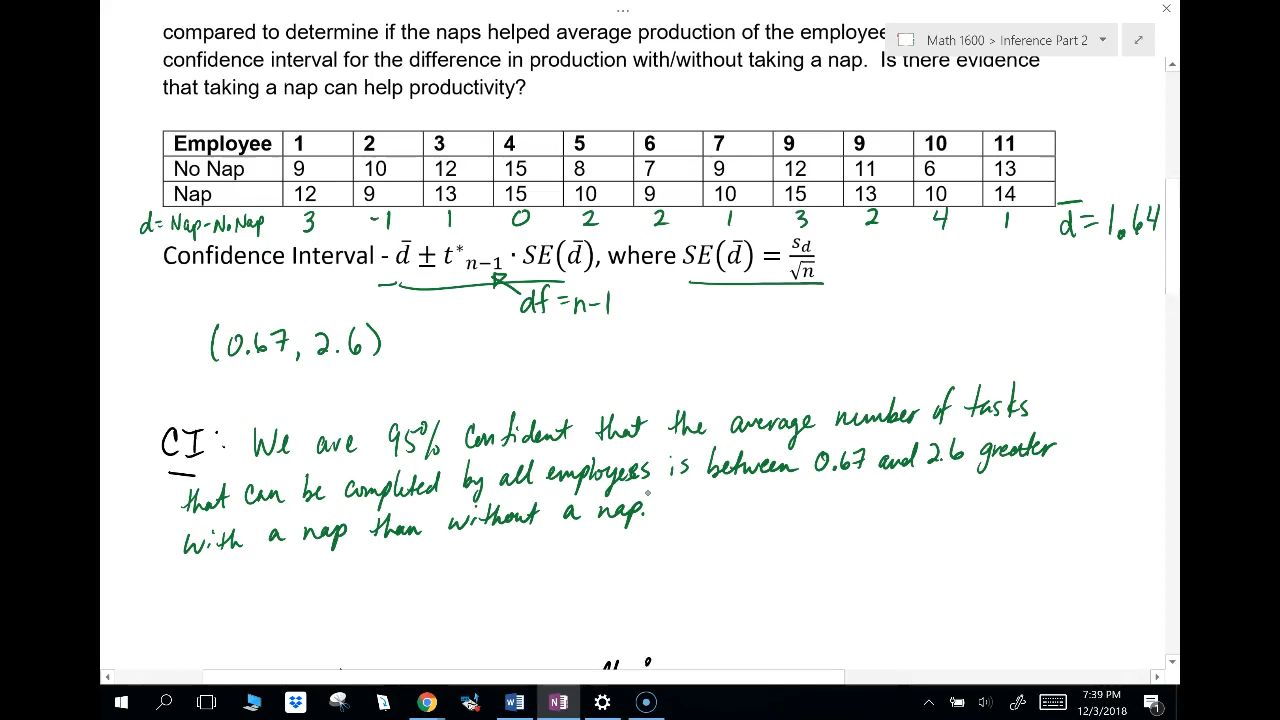 ...
compared to determine if the naps helped average production of the employee
Math 1600 > Inference Part 2
confidence interval for the difference in production with/without taking a nap. Is there evidence
that taking a nap can help productivity?
Employee 1 2 3 4 5 6 7 9 9 10 11
No Nap 9 10 12 15 8 7 9 12 11 6 13
Nap 12 9 13 15 10 9 10 15 13 10 14
d = Nap - No Nap 3 -1 1 0 2 2 1 3 2 4 1 d̄ = 1.64
Confidence Interval - d̄ ± t*n−1 · SE(d̄), where SE(d̄) = sd/√n
df = n-1
(0.67, 2.6)
CI: We are 95% confident that the average number of tasks
that can be completed by all employees is between 0.67 and 2.6 greater
with a nap than without a nap.
7:39 PM
12/3/2018
1